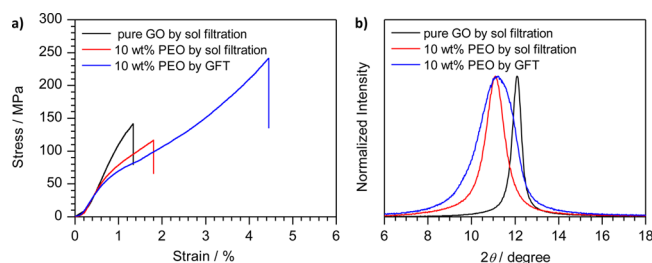 a)
300
250
200
150
100
50
0
Stress / MPa
pure GO by sol filtration
10 wt% PEO by sol filtration
10 wt% PEO by GFT
0 1 2 3 4 5 6
Strain / %
b)
Normalized Intensity
pure GO by sol filtration
10 wt% PEO by sol filtration
10 wt% PEO by GFT
6 8 10 12 14 16 18
2θ / degree